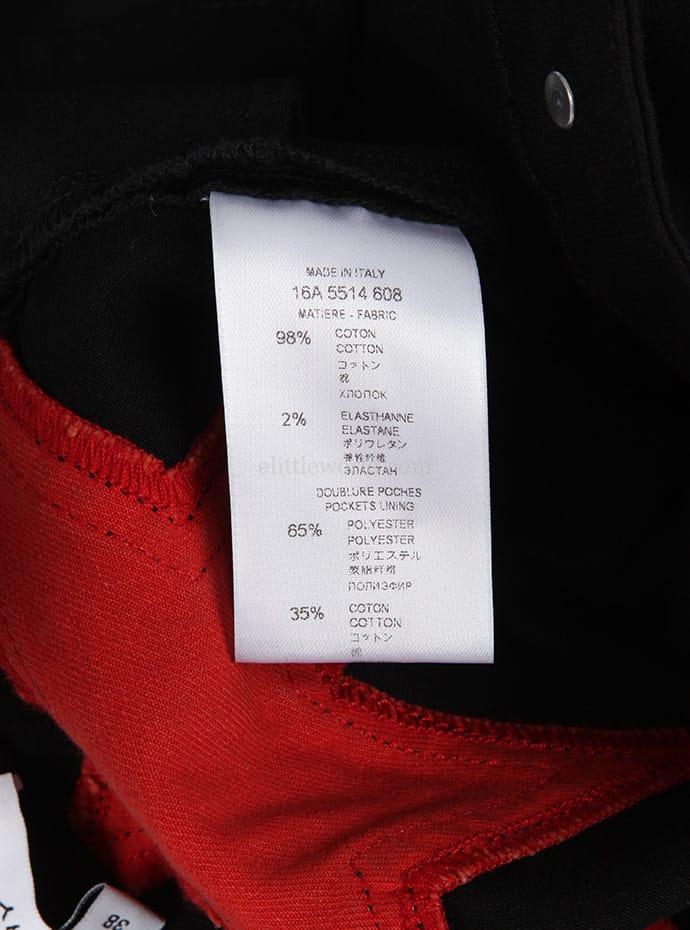 MADE IN ITALY
16A 5514 608
MATIERE - FABRIC
98% COTON
COTTON
コットン
棉
ХЛОПОК
2% ELASTHANNE
ELASTANE
ポリウレタン
弹性纤维
ЭЛАСТАН
DOUBLURE POCHES
POCKETS LINING
65% POLYESTER
POLYESTER
ポリエステル
聚酯纤维
ПОЛИЭФИР
35% COTON
COTTON
コットン
棉
38